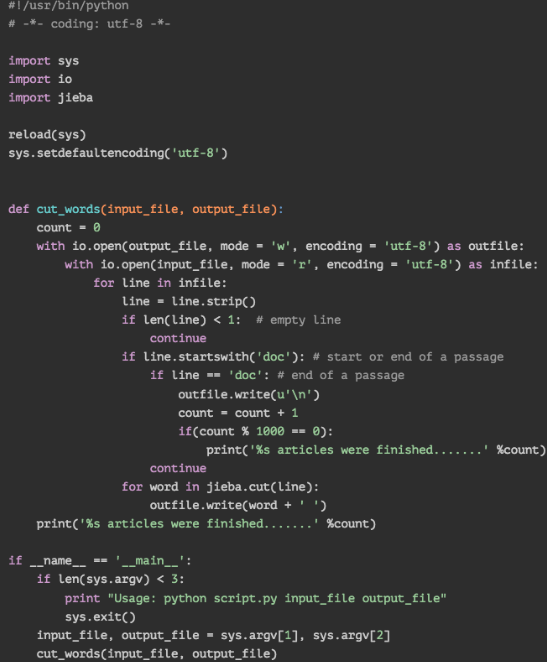 #!/usr/bin/python
# -*- coding: utf-8 -*-
import sys
import io
import jieba
reload(sys)
sys.setdefaultencoding('utf-8')
def cut_words(input_file, output_file):
    count = 0
    with io.open(output_file, mode = 'w', encoding = 'utf-8') as outfile:
        with io.open(input_file, mode = 'r', encoding = 'utf-8') as infile:
            for line in infile:
                line = line.strip()
                if len(line) < 1:  # empty line
                    continue
                if line.startswith('doc'): # start or end of a passage
                    if line == 'doc': # end of a passage
                        outfile.write(u'\n')
                        count = count + 1
                        if(count % 1000 == 0):
                            print('%s articles were finished.......' %count)
                    continue
                for word in jieba.cut(line):
                    outfile.write(word + ' ')
    print('%s articles were finished.......' %count)
if __name__ == '__main__':
    if len(sys.argv) < 3:
        print "Usage: python script.py input_file output_file"
        sys.exit()
    input_file, output_file = sys.argv[1], sys.argv[2]
    cut_words(input_file, output_file)